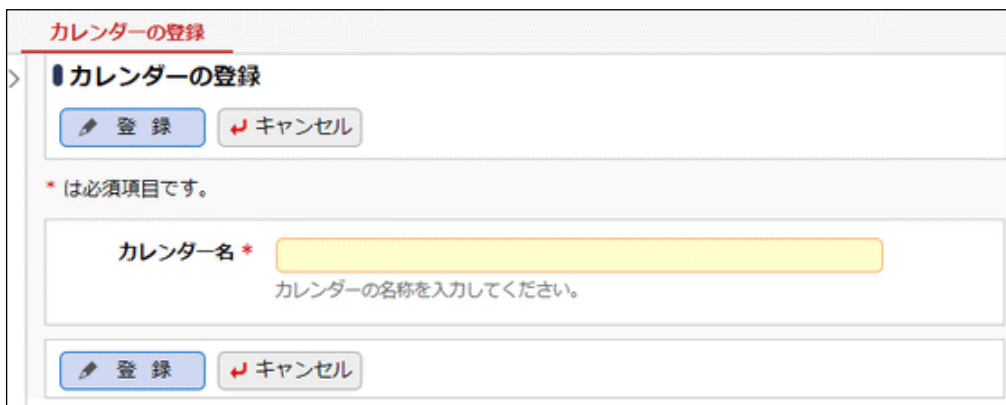 カレンダーの登録
カレンダーの登録
登 録 キャンセル
* は必須項目です。
カレンダー名 *
カレンダーの名称を入力してください。
登 録 キャンセル